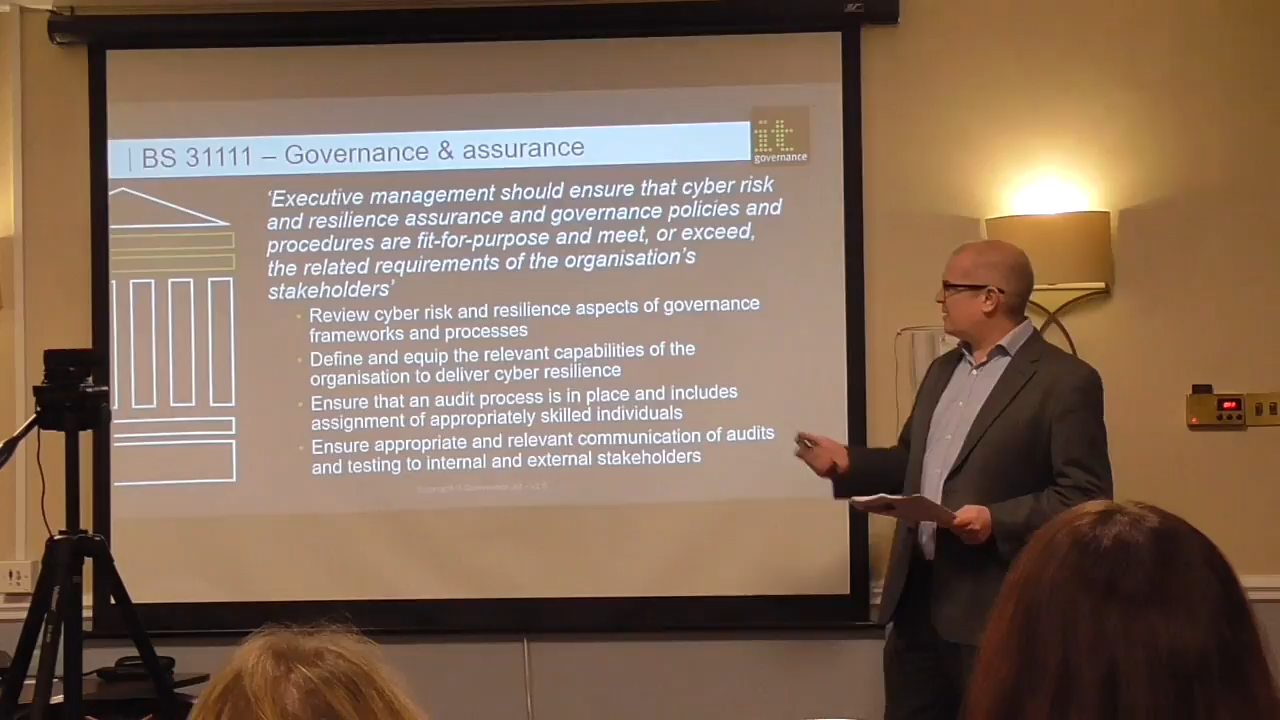 BS 31111 – Governance & assurance
it
governance
‘Executive management should ensure that cyber risk
and resilience assurance and governance policies and
procedures are fit-for-purpose and meet, or exceed,
the related requirements of the organisation’s
stakeholders’
• Review cyber risk and resilience aspects of governance
frameworks and processes
• Define and equip the relevant capabilities of the
organisation to deliver cyber resilience
• Ensure that an audit process is in place and includes
assignment of appropriately skilled individuals
• Ensure appropriate and relevant communication of audits
and testing to internal and external stakeholders